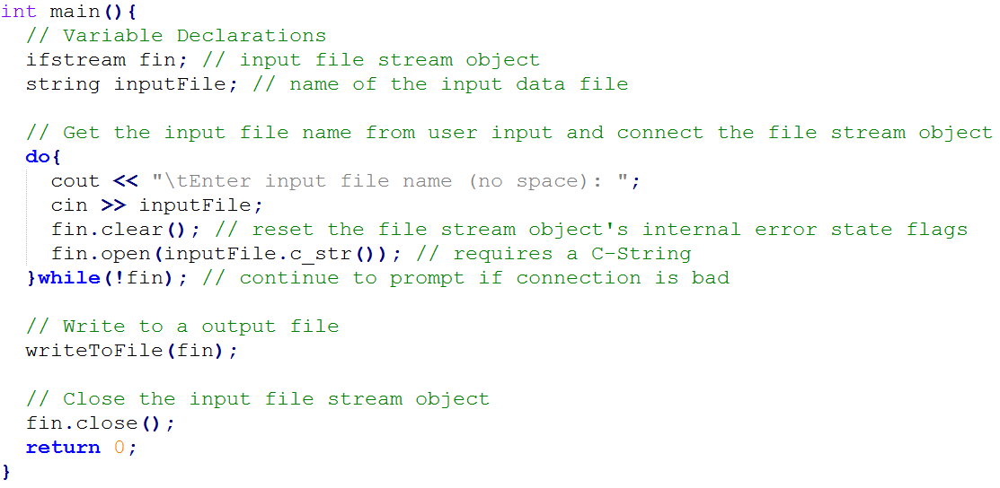 int main(){
  // Variable Declarations
  ifstream fin; // input file stream object
  string inputFile; // name of the input data file

  // Get the input file name from user input and connect the file stream object
  do{
    cout << "\tEnter input file name (no space): ";
    cin >> inputFile;
    fin.clear(); // reset the file stream object's internal error state flags
    fin.open(inputFile.c_str()); // requires a C-String
  }while(!fin); // continue to prompt if connection is bad

  // Write to a output file
  writeToFile(fin);

  // Close the input file stream object
  fin.close();
  return 0;
}